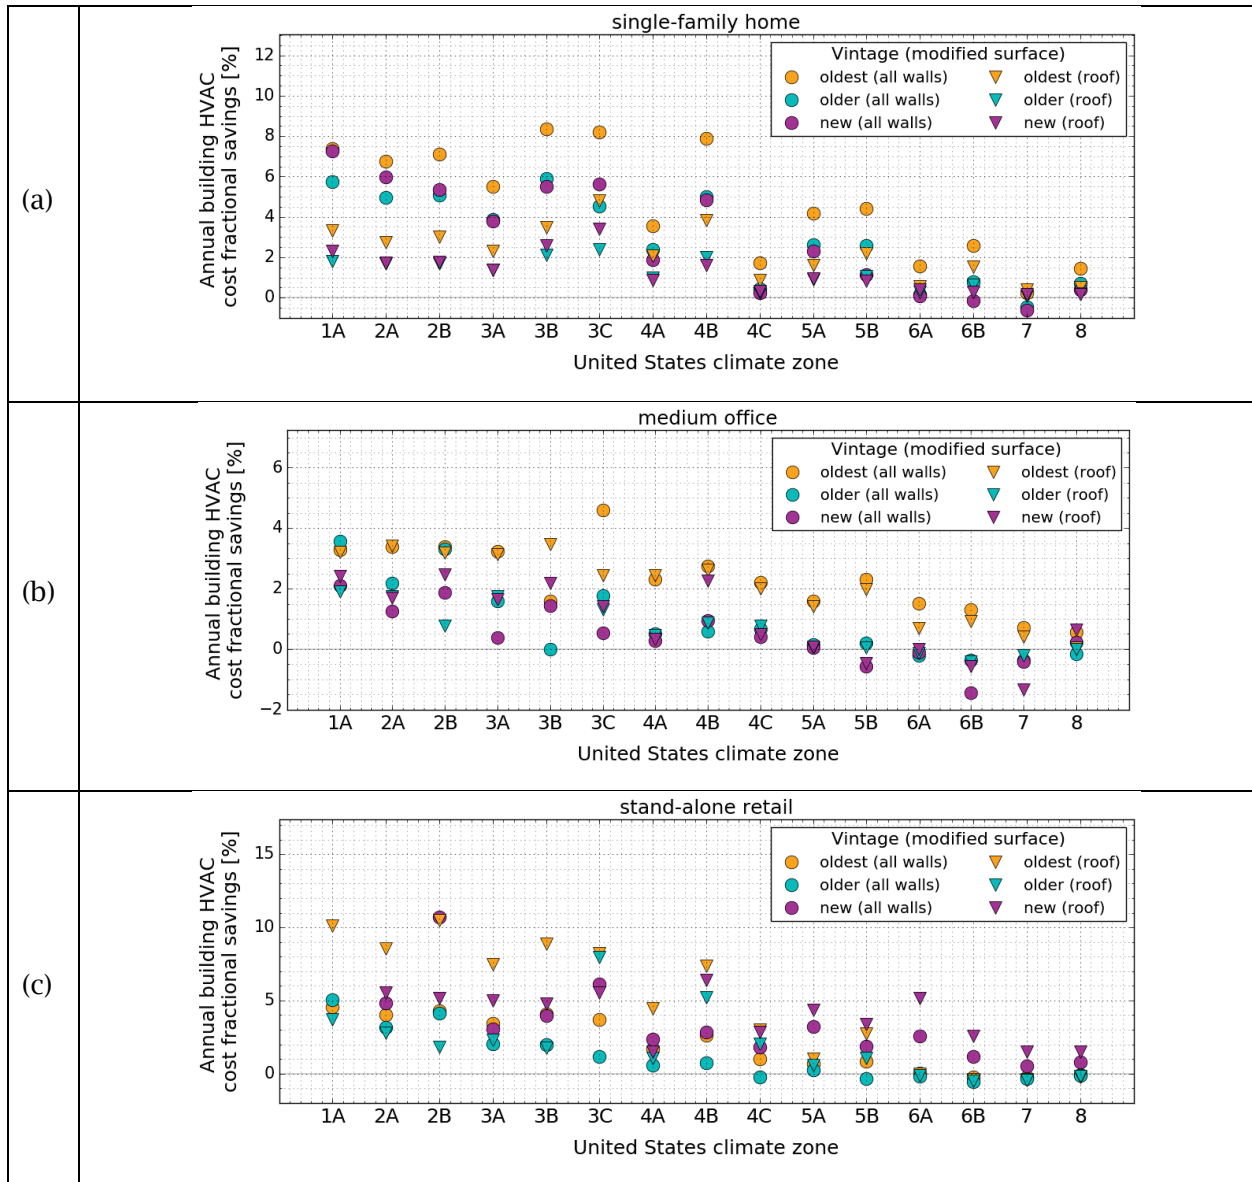 (a)
single-family home
Annual building HVAC
cost fractional savings [%]
12
10
8
6
4
2
0
Vintage (modified surface)
oldest (all walls) oldest (roof)
older (all walls) older (roof)
new (all walls) new (roof)
1A 2A 2B 3A 3B 3C 4A 4B 4C 5A 5B 6A 6B 7 8
United States climate zone
(b)
medium office
Annual building HVAC
cost fractional savings [%]
6
4
2
0
−2
Vintage (modified surface)
oldest (all walls) oldest (roof)
older (all walls) older (roof)
new (all walls) new (roof)
1A 2A 2B 3A 3B 3C 4A 4B 4C 5A 5B 6A 6B 7 8
United States climate zone
(c)
stand-alone retail
Annual building HVAC
cost fractional savings [%]
15
10
5
0
Vintage (modified surface)
oldest (all walls) oldest (roof)
older (all walls) older (roof)
new (all walls) new (roof)
1A 2A 2B 3A 3B 3C 4A 4B 4C 5A 5B 6A 6B 7 8
United States climate zone